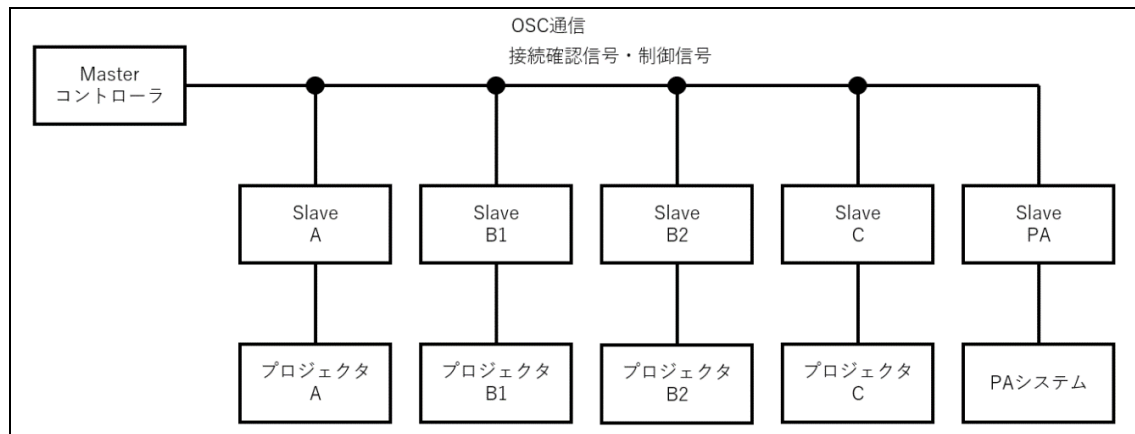 OSC通信
接続確認信号・制御信号
Master
コントローラ
Slave
A
Slave
B1
Slave
B2
Slave
C
Slave
PA
プロジェクタ
A
プロジェクタ
B1
プロジェクタ
B2
プロジェクタ
C
PAシステム